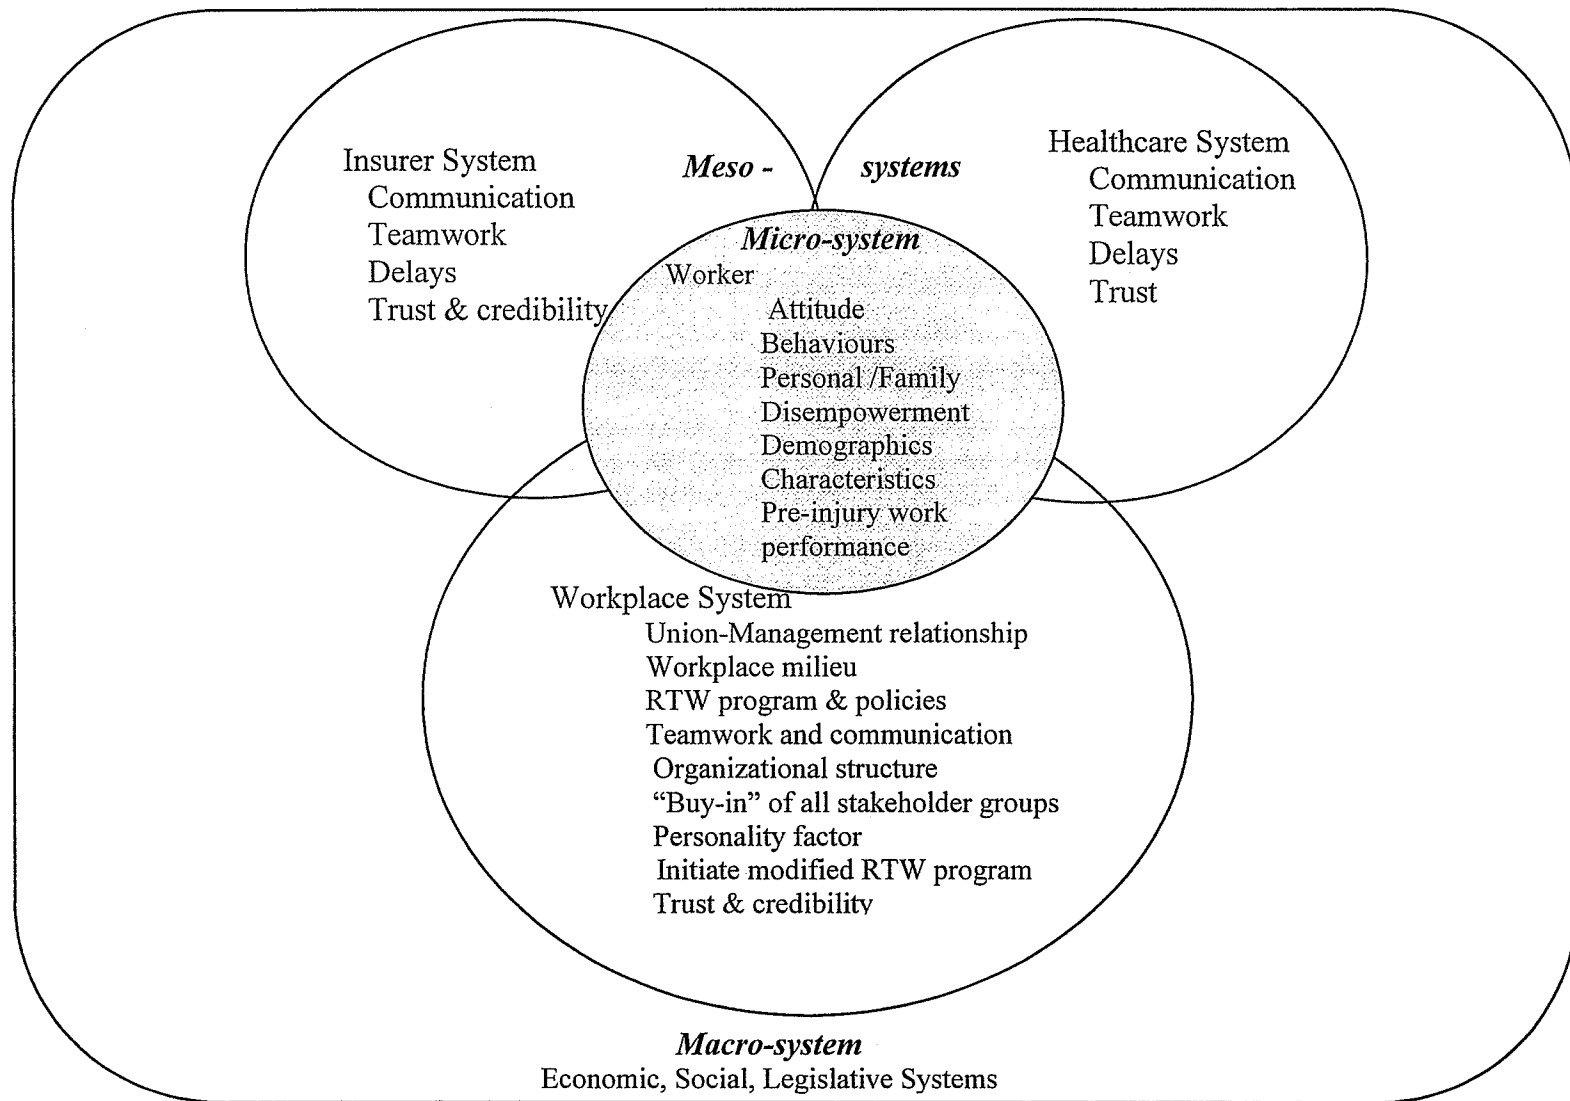 Insurer System
Communication
Teamwork
Delays
Trust & credibility
Meso - systems
Healthcare System
Communication
Teamwork
Delays
Trust
Micro-system
Worker
Attitude
Behaviours
Personal /Family
Disempowerment
Demographics
Characteristics
Pre-injury work
performance
Workplace System
Union-Management relationship
Workplace milieu
RTW program & policies
Teamwork and communication
Organizational structure
“Buy-in” of all stakeholder groups
Personality factor
Initiate modified RTW program
Trust & credibility
Macro-system
Economic, Social, Legislative Systems